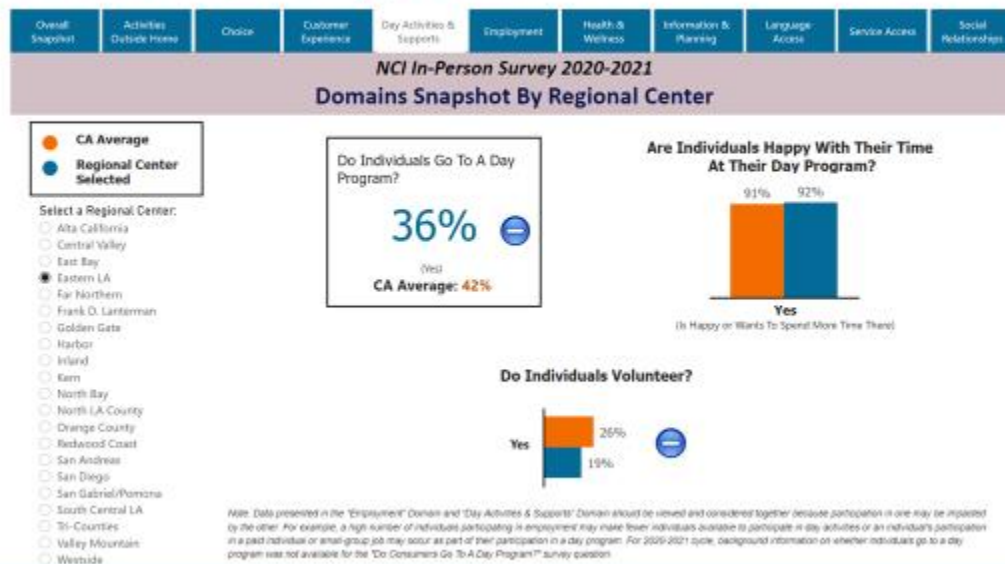 Overall Snapshot
Activities Outside Home
Choice
Customer Experience
Day Activities & Supports
Employment
Health & Wellness
Information & Planning
Language Access
Service Access
Social Relationships
NCI In-Person Survey 2020-2021
Domains Snapshot By Regional Center
CA Average
Regional Center
Selected
Select a Regional Center:
Alta California
Central Valley
East Bay
Eastern LA
Far Northern
Frank D. Lanterman
Golden Gate
Harbor
Inland
Kern
North Bay
North LA County
Orange County
Redwood Coast
San Andreas
San Diego
San Gabriel/Pomona
South Central LA
Tri-Counties
Valley Mountain
Westside
Do Individuals Go To A Day
Program?
36%
(Yes)
CA Average: 42%
Are Individuals Happy With Their Time
At Their Day Program?
91%
92%
Yes
(Is Happy or Wants To Spend More Time There)
Do Individuals Volunteer?
Yes
26%
19%
Note. Data presented in the "Employment" Domain and "Day Activities & Supports" Domain should be viewed and considered together because participation in one may be impacted
by the other. For example, a high number of individuals participating in employment may make fewer individuals available to participate in day activities or an individual's participation
in a paid individual or small-group job may occur as part of their participation in a day program. For 2020-2021 cycle, background information on whether individuals go to a day
program was not available for the "Do Consumers Go To A Day Program?" survey question.